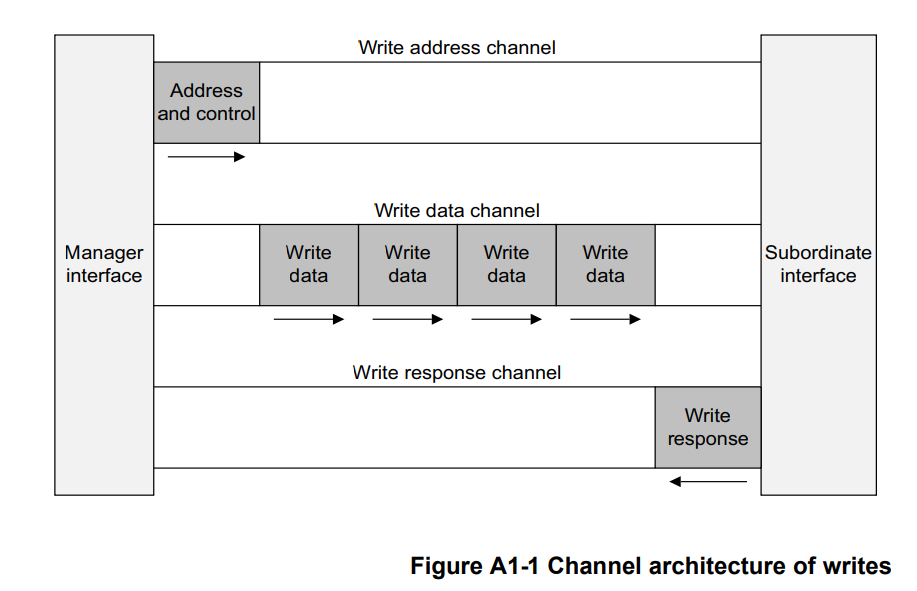 Write address channel
Address
and control
Write data channel
Manager
interface
Write
data
Write
data
Write
data
Write
data
Subordinate
interface
Write response channel
Write
response
Figure A1-1 Channel architecture of writes